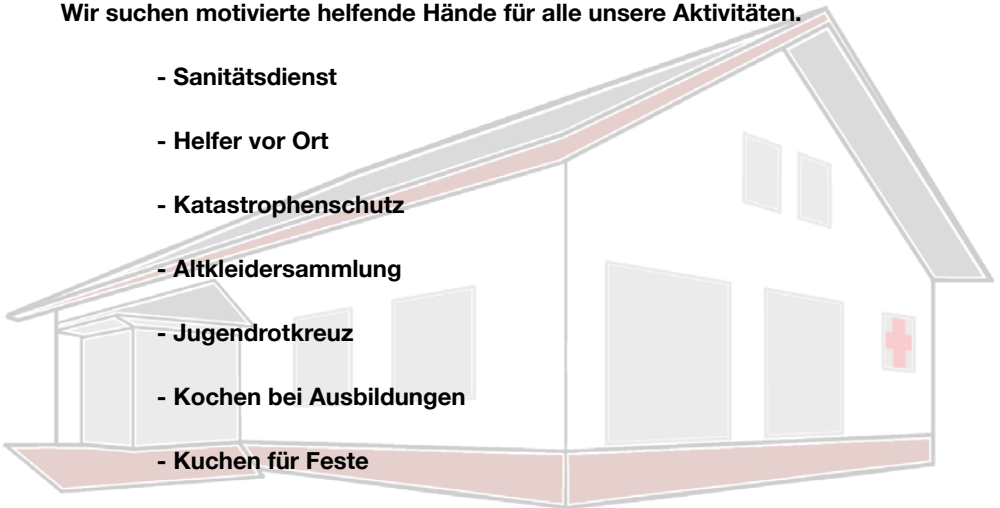 Wir suchen motivierte helfende Hände für alle unsere Aktivitäten.
- Sanitätsdienst
- Helfer vor Ort
- Katastrophenschutz
- Altkleidersammlung
- Jugendrotkreuz
- Kochen bei Ausbildungen
- Kuchen für Feste